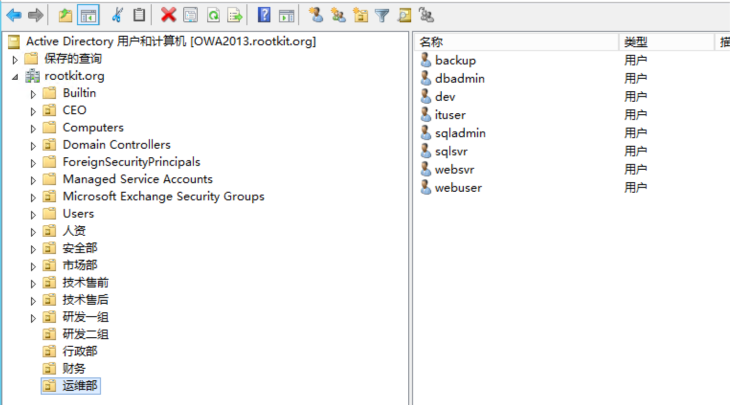 Active Directory 用户和计算机 [OWA2013.rootkit.org]
保存的查询
rootkit.org
Builtin
CEO
Computers
Domain Controllers
ForeignSecurityPrincipals
Managed Service Accounts
Microsoft Exchange Security Groups
Users
人资
安全部
市场部
技术售前
技术售后
研发一组
研发二组
行政部
财务
运维部
名称 类型 描
backup 用户
dbadmin 用户
dev 用户
ituser 用户
sqladmin 用户
sqlsvr 用户
websvr 用户
webuser 用户